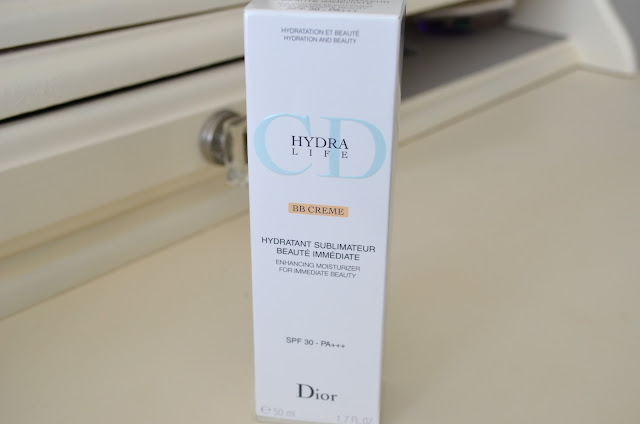 HYDRATATION ET BEAUTÉ
HYDRATION AND BEAUTY
CD
HYDRA
LIFE
BB CREME
HYDRATANT SUBLIMATEUR
BEAUTÉ IMMÉDIATE
ENHANCING MOISTURIZER
FOR IMMEDIATE BEAUTY
SPF 30 - PA+++
Dior
℮ 50 ml 1.7 FL OZ